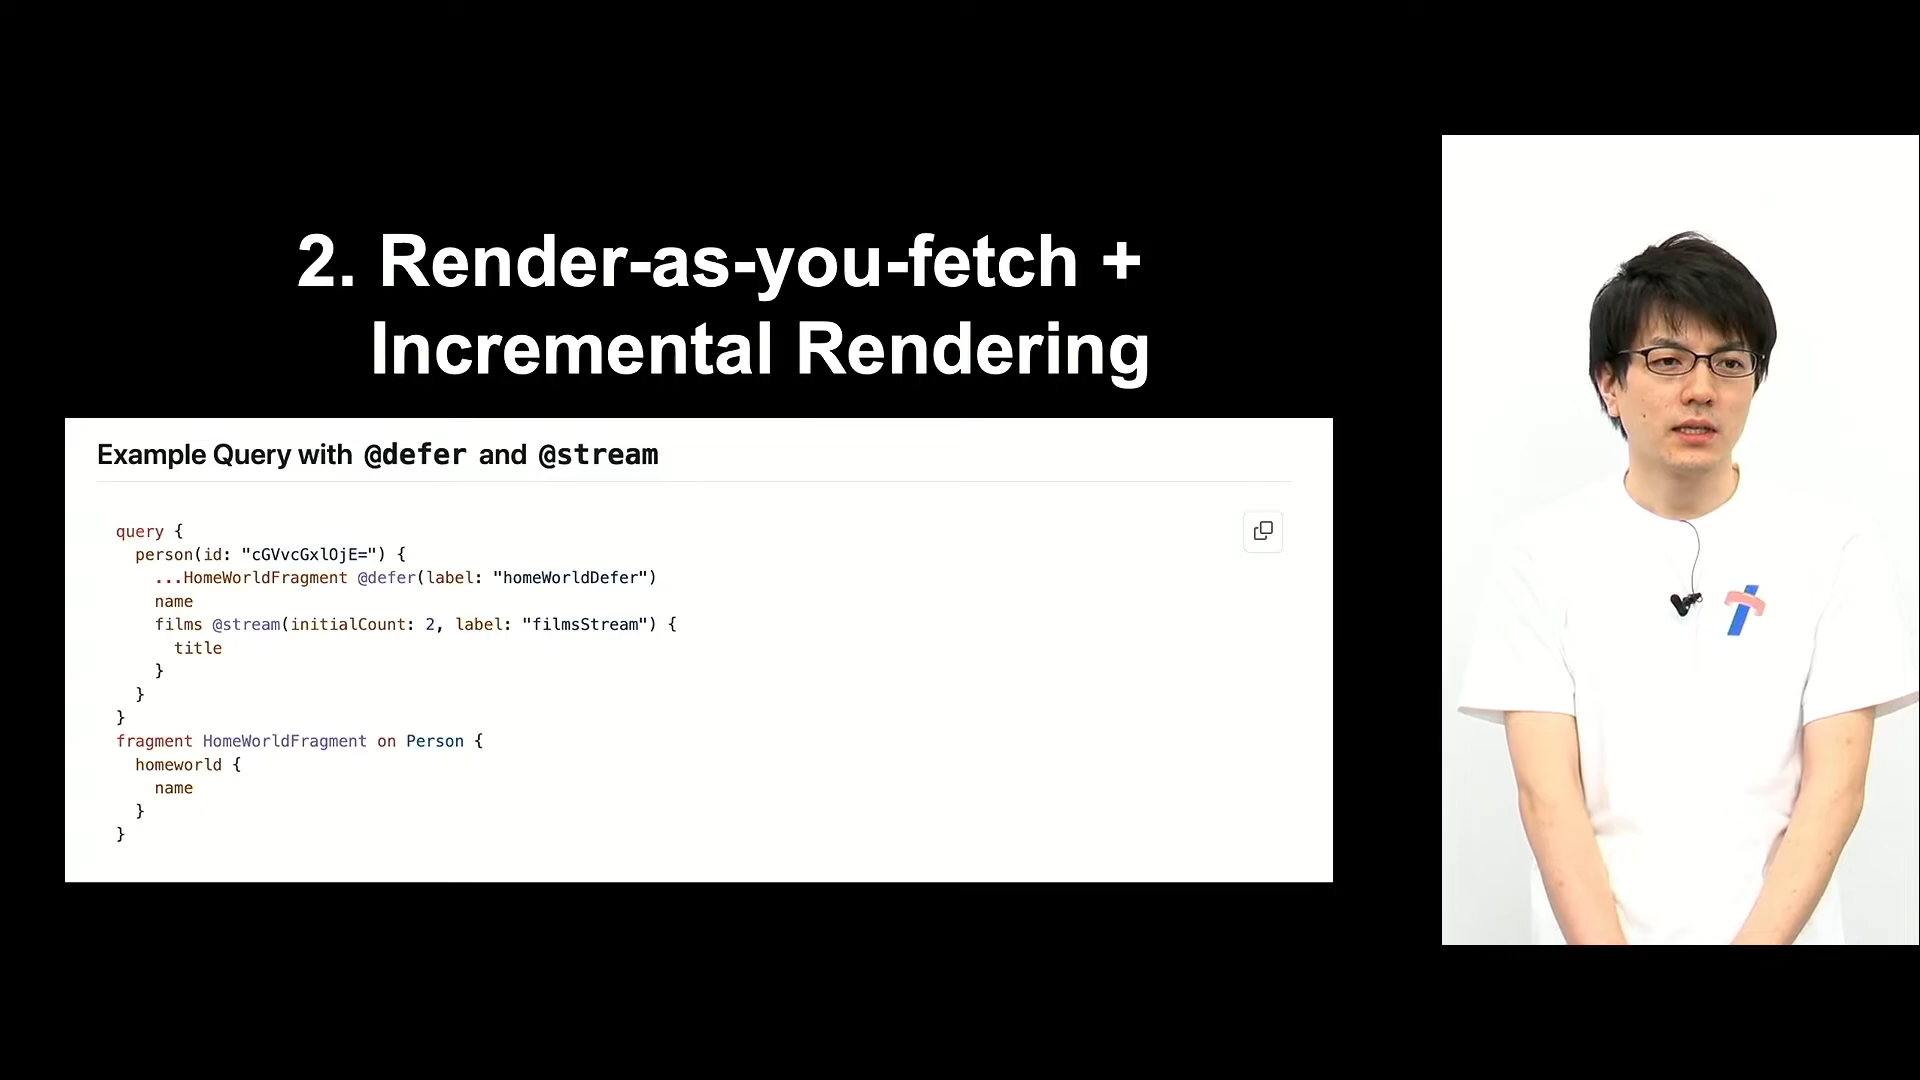 2. Render-as-you-fetch +
Incremental Rendering
Example Query with @defer and @stream
query {
  person(id: "cGVvcGxlOjE=") {
    ...HomeWorldFragment @defer(label: "homeWorldDefer")
    name
    films @stream(initialCount: 2, label: "filmsStream") {
      title
    }
  }
}
fragment HomeWorldFragment on Person {
  homeworld {
    name
  }
}